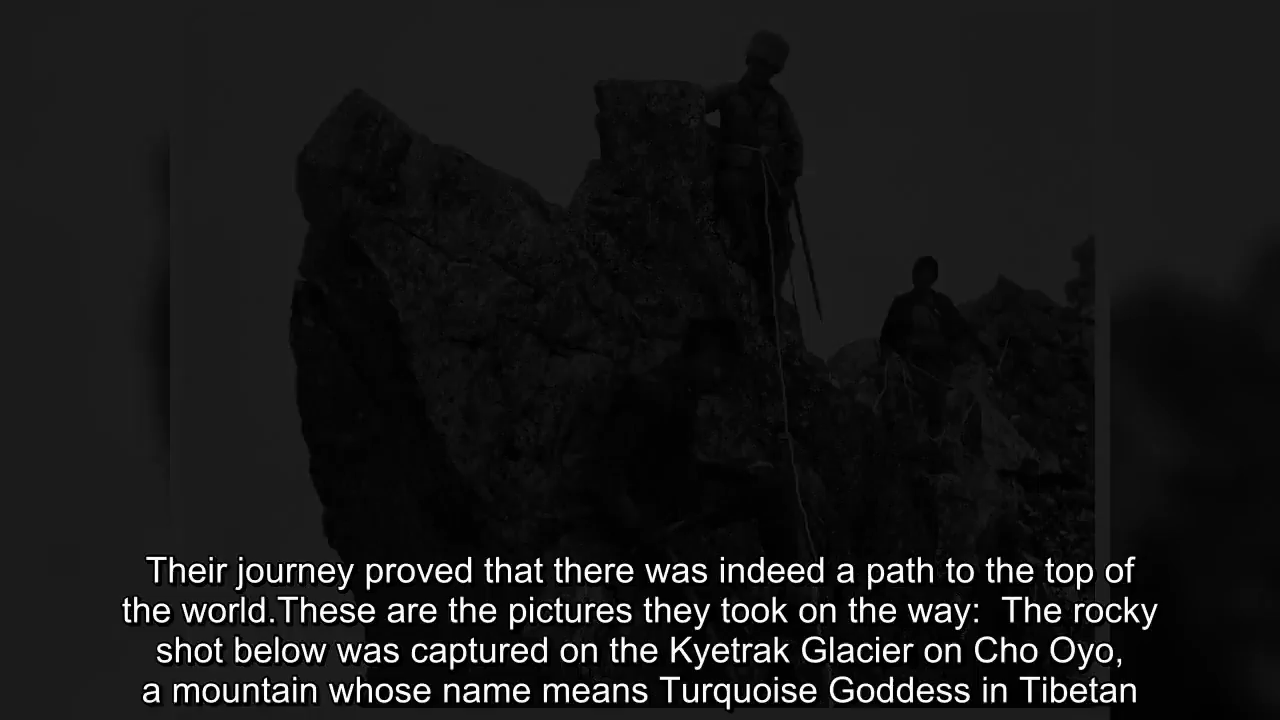 Their journey proved that there was indeed a path to the top of
the world.These are the pictures they took on the way:  The rocky
shot below was captured on the Kyetrak Glacier on Cho Oyo,
a mountain whose name means Turquoise Goddess in Tibetan